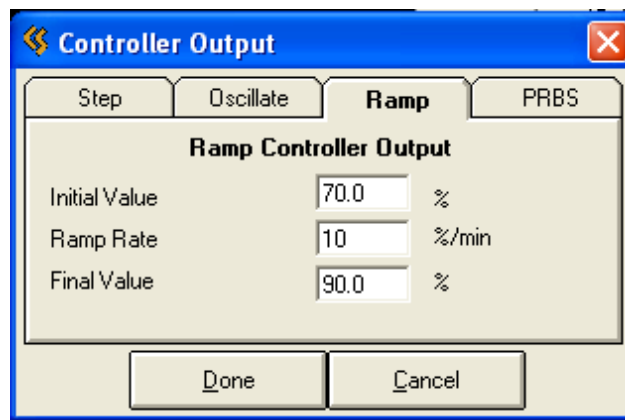 Controller Output
Step Oscillate Ramp PRBS
Ramp Controller Output
Initial Value 70.0 %
Ramp Rate 10 %/min
Final Value 90.0 %
Done Cancel